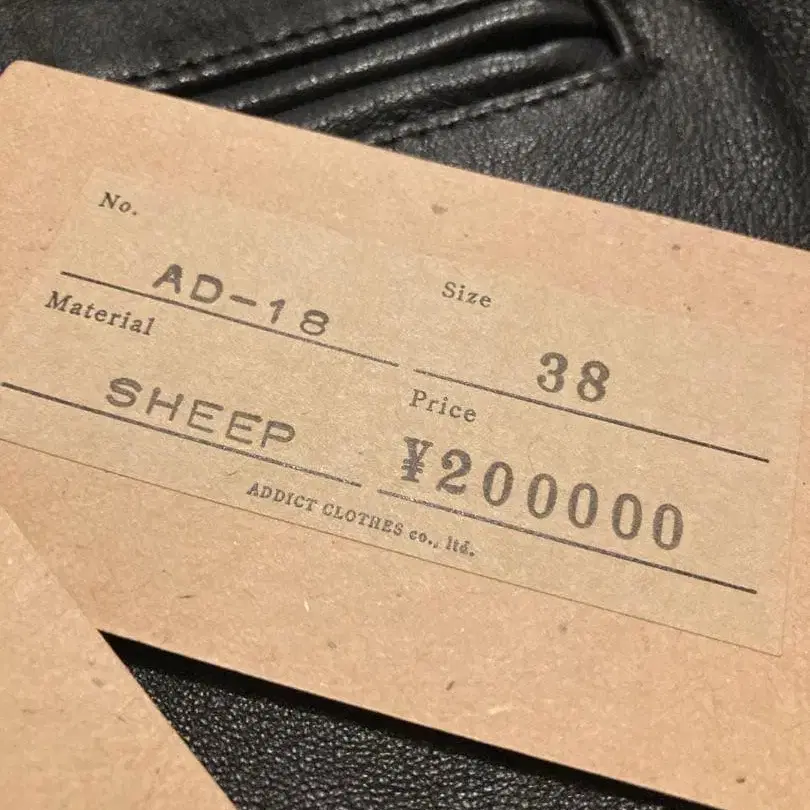 No.
AD-18
Size
38
Material
SHEEP
Price
¥200000
ADDICT CLOTHES co., ltd.